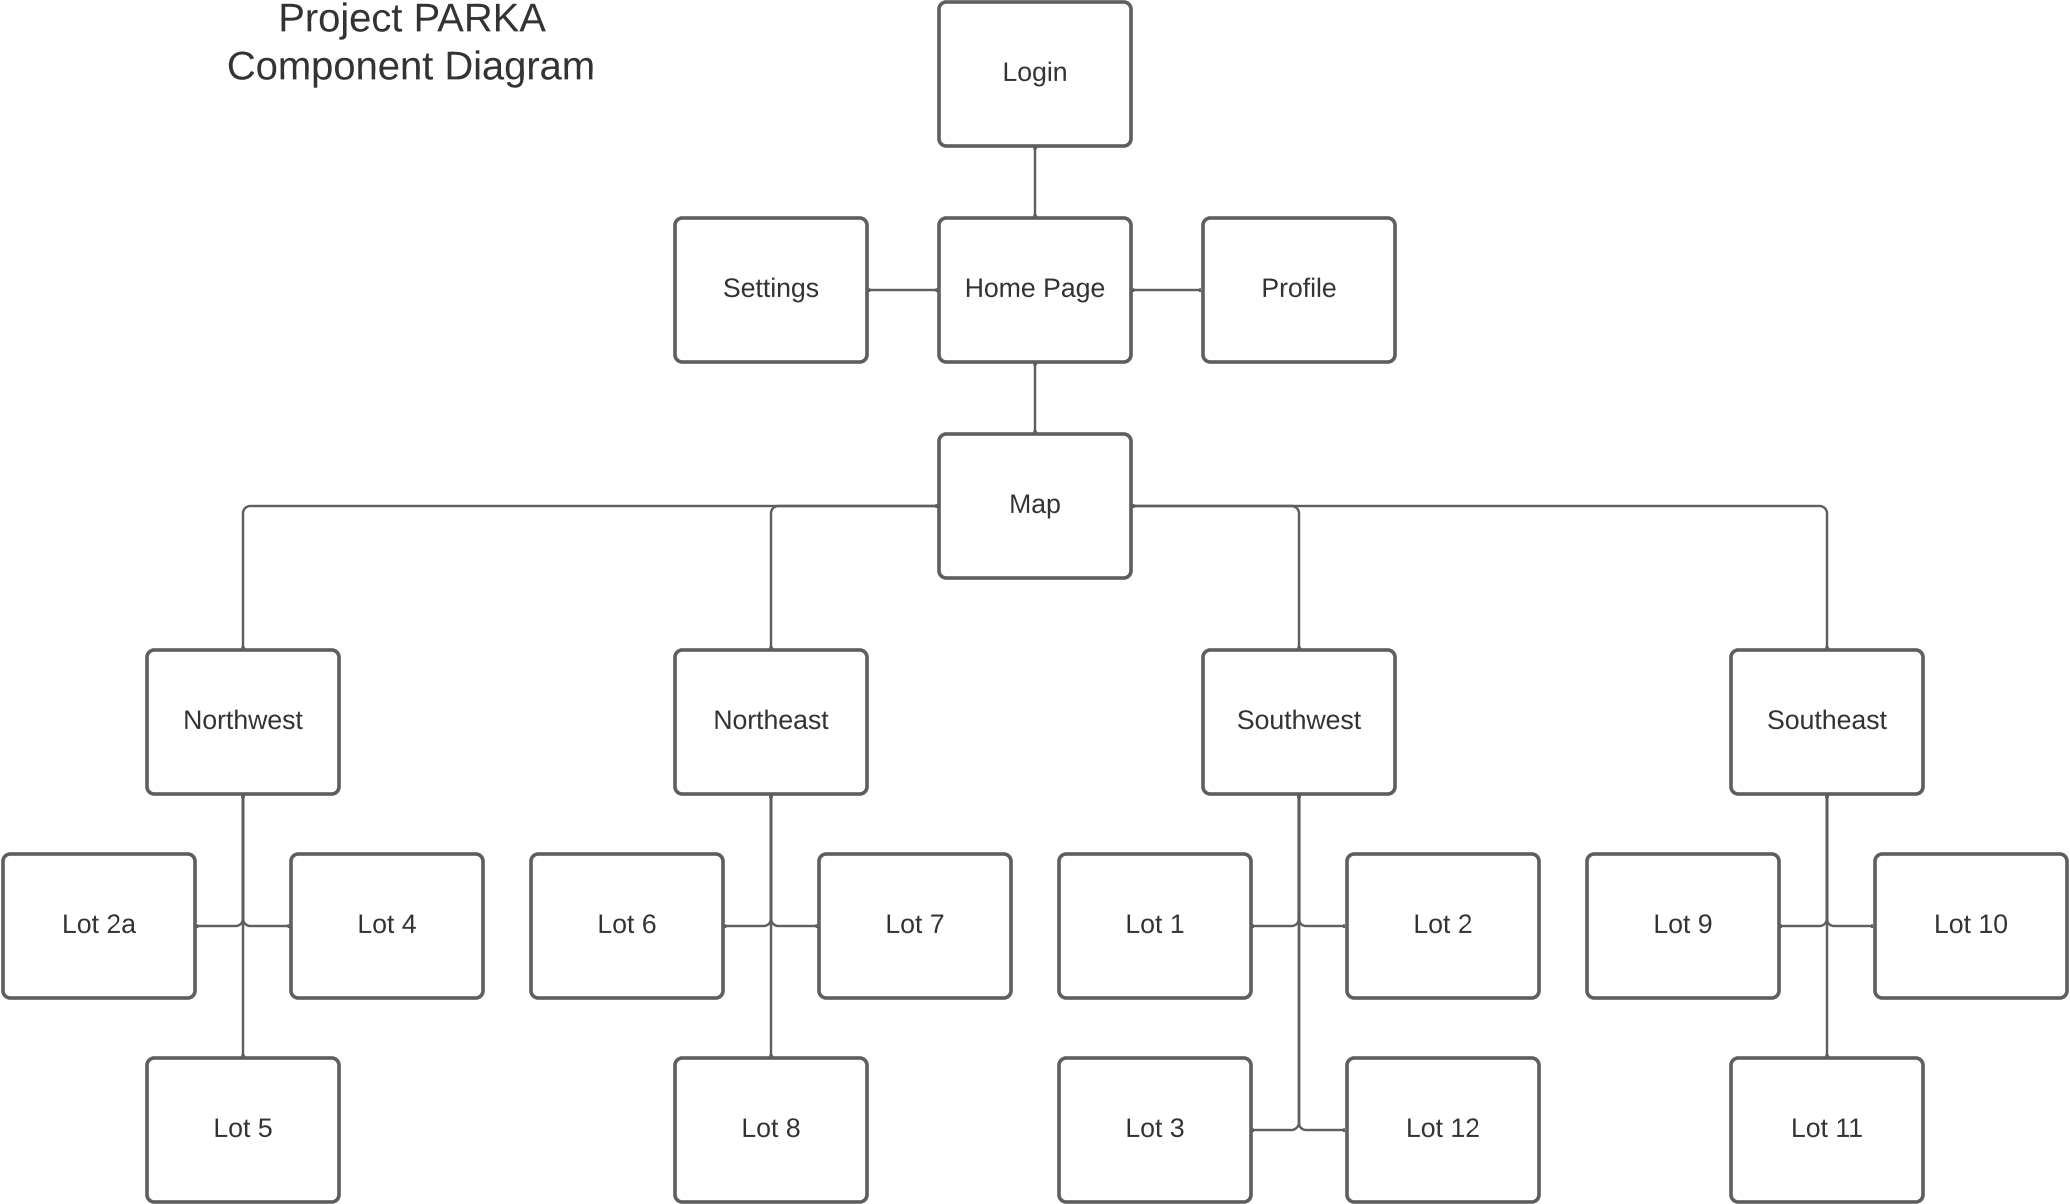 Project PARKA
Component Diagram
Login
Settings
Home Page
Profile
Map
Northwest
Northeast
Southwest
Southeast
Lot 2a
Lot 4
Lot 6
Lot 7
Lot 1
Lot 2
Lot 9
Lot 10
Lot 5
Lot 8
Lot 3
Lot 12
Lot 11